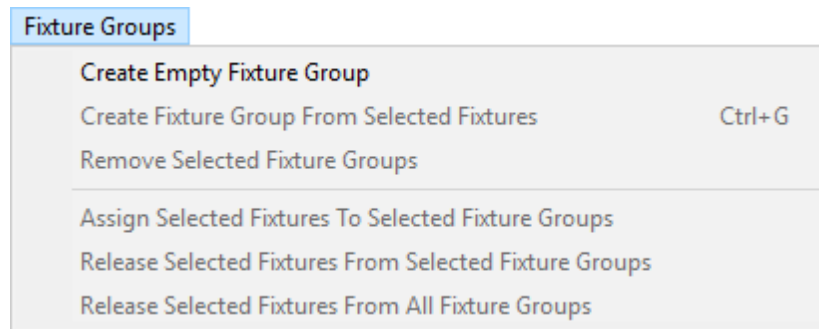 Fixture Groups
Create Empty Fixture Group
Create Fixture Group From Selected Fixtures Ctrl+G
Remove Selected Fixture Groups
Assign Selected Fixtures To Selected Fixture Groups
Release Selected Fixtures From Selected Fixture Groups
Release Selected Fixtures From All Fixture Groups